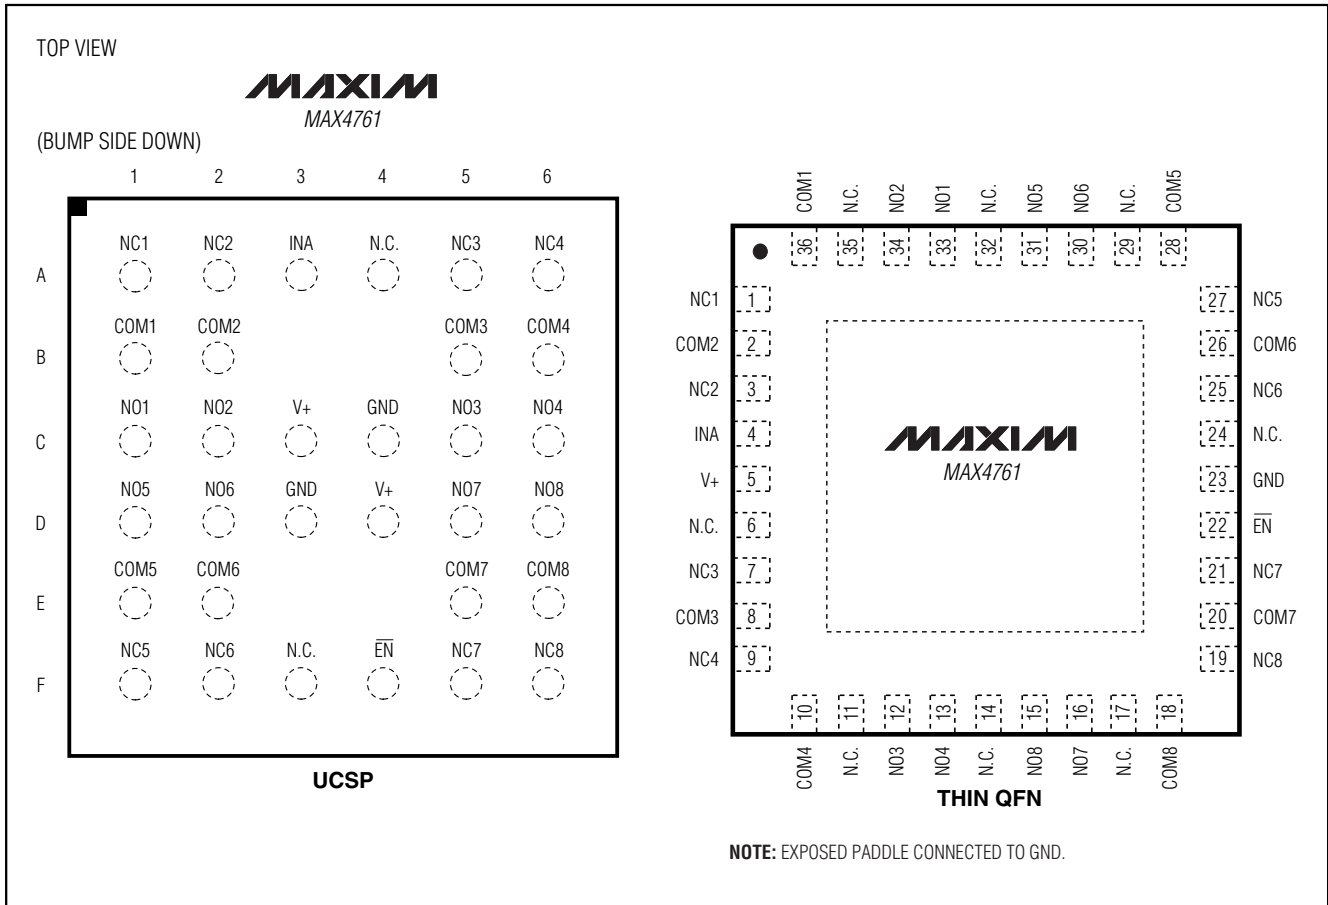 TOP VIEW
MAXIM
MAX4761
(BUMP SIDE DOWN)
1 2 3 4 5 6
NC1 NC2 INA N.C. NC3 NC4
A
COM1 COM2 COM3 COM4
B
NO1 NO2 V+ GND NO3 NO4
C
NO5 NO6 GND V+ NO7 NO8
D
COM5 COM6 COM7 COM8
E
NC5 NC6 N.C. E̅N̅ NC7 NC8
F
UCSP
COM1 N.C. NO2 NO1 N.C. NO5 NO6 N.C. COM5
36 35 34 33 32 31 30 29 28
NC1 1 27 NC5
COM2 2 26 COM6
NC2 3 25 NC6
INA 4 24 N.C.
V+ 5 23 GND
N.C. 6 22 E̅N̅
NC3 7 21 NC7
COM3 8 20 COM7
NC4 9 19 NC8
MAXIM
MAX4761
10 11 12 13 14 15 16 17 18
COM4 N.C. NO3 NO4 N.C. NO8 NO7 N.C. COM8
THIN QFN
NOTE: EXPOSED PADDLE CONNECTED TO GND.